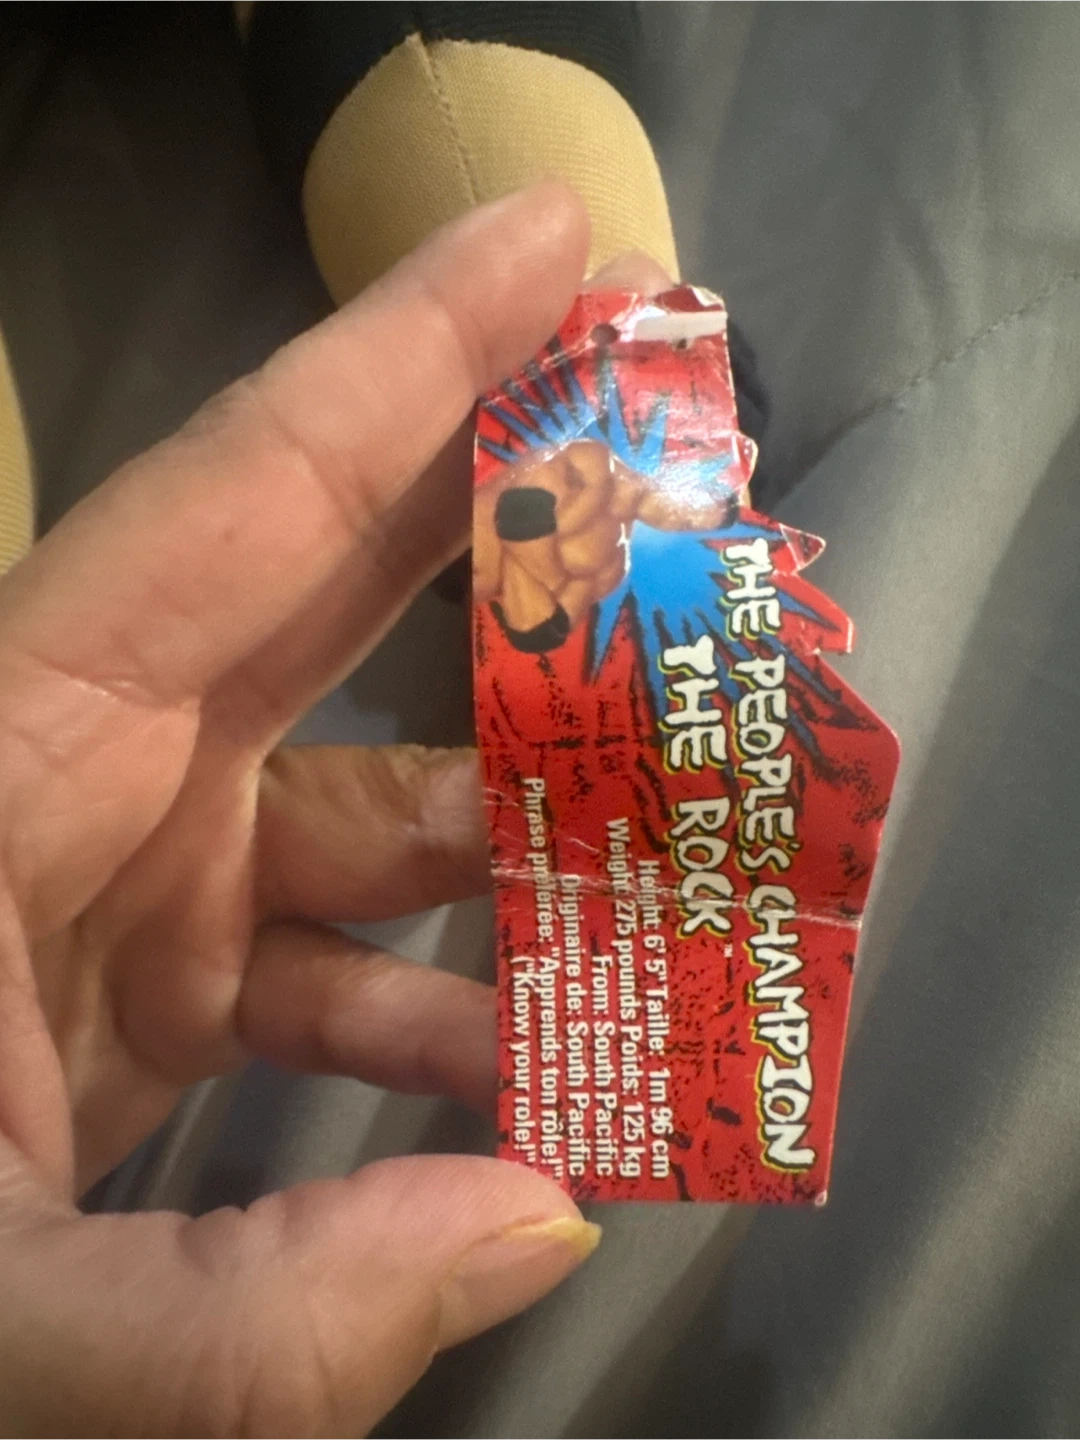 THE PEOPLE'S CHAMPION
THE ROCK™
Height: 6' 5" Taille: 1m 96 cm
Weight: 275 pounds Poids: 125 kg
From: South Pacific
Originaire de: South Pacific
Phrase préférée: "Apprends ton rôle!"
("Know your role!")